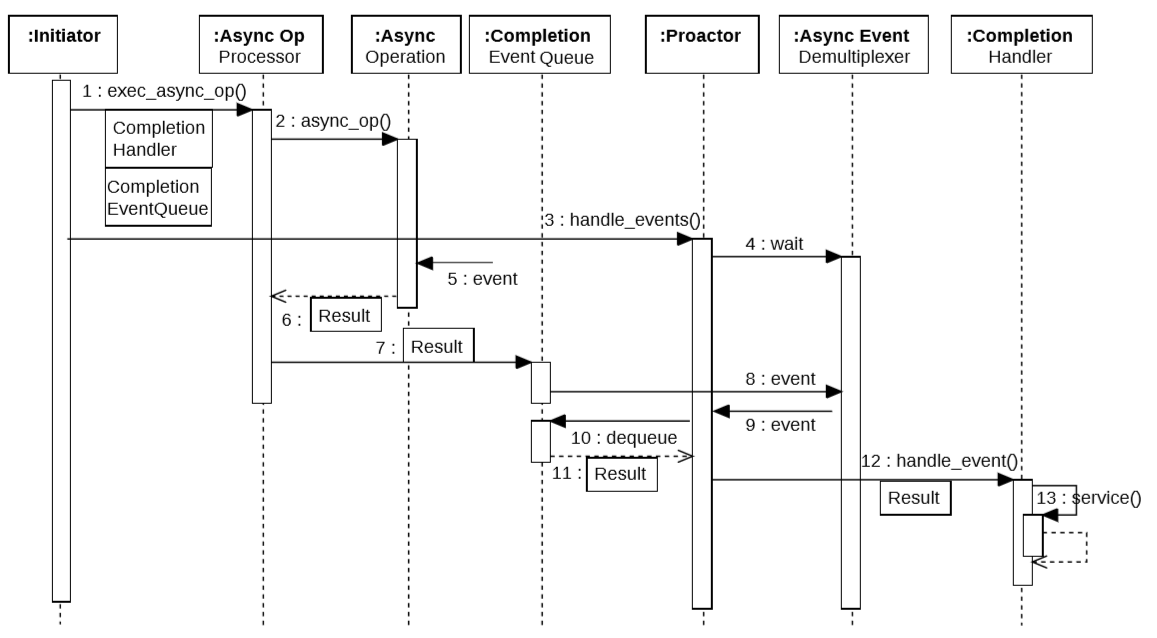 :Initiator
:Async Op
Processor
:Async
Operation
:Completion
Event Queue
:Proactor
:Async Event
Demultiplexer
:Completion
Handler
1 : exec_async_op()
Completion
Handler
Completion
EventQueue
2 : async_op()
3 : handle_events()
4 : wait
5 : event
6 :
Result
7 :
Result
8 : event
9 : event
10 : dequeue
11 :
Result
12 : handle_event()
Result
13 : service()